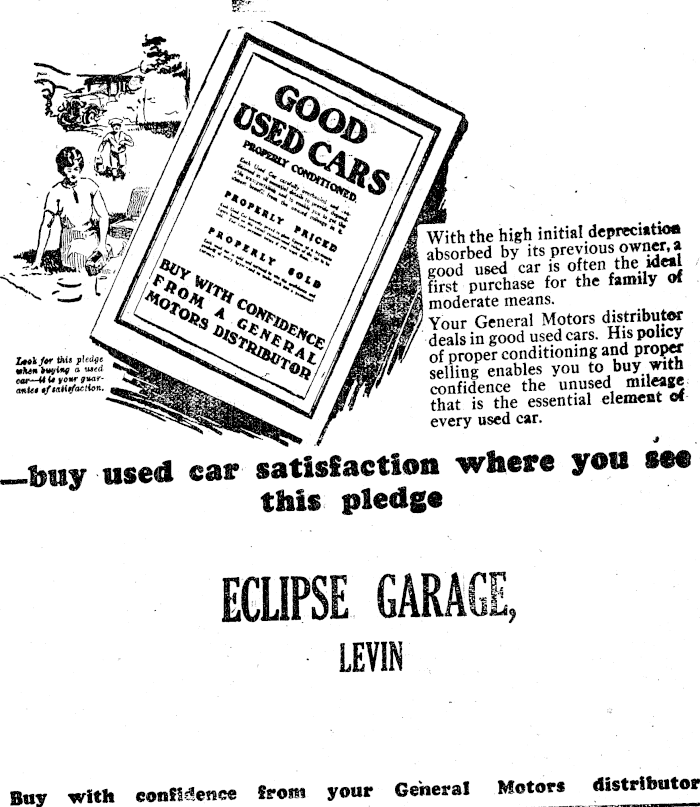 GOOD
USED CARS
PROPERLY CONDITIONED.
PROPERLY PRICED
PROPERLY SOLD
BUY WITH CONFIDENCE
FROM A GENERAL
MOTORS DISTRIBUTOR
Look for this pledge
when buying a used
car—it is your guar-
antee of satisfaction.
With the high initial depreciation
absorbed by its previous owner, a
good used car is often the ideal
first purchase for the family of
moderate means.
Your General Motors distributor
deals in good used cars. His policy
of proper conditioning and proper
selling enables you to buy with
confidence the unused mileage
that is the essential element of
every used car.
—buy used car satisfaction where you see
this pledge
ECLIPSE GARAGE,
LEVIN
Buy with confidence from your General Motors distributor